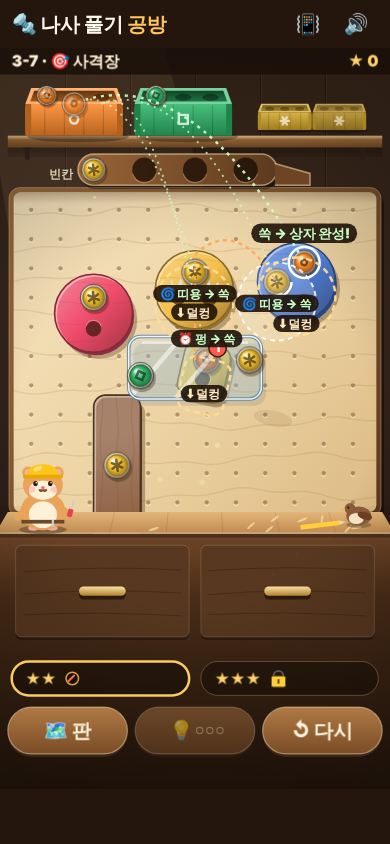 나사 풀기 공방
3-7 · 사격장
★ 0
빈칸
쏙 → 상자 완성!
띠용 → 쏙
⬇덜컹
띠용 → 쏙
⬇덜컹
펑 → 쏙
⬇덜컹
★★
★★★
판
다시